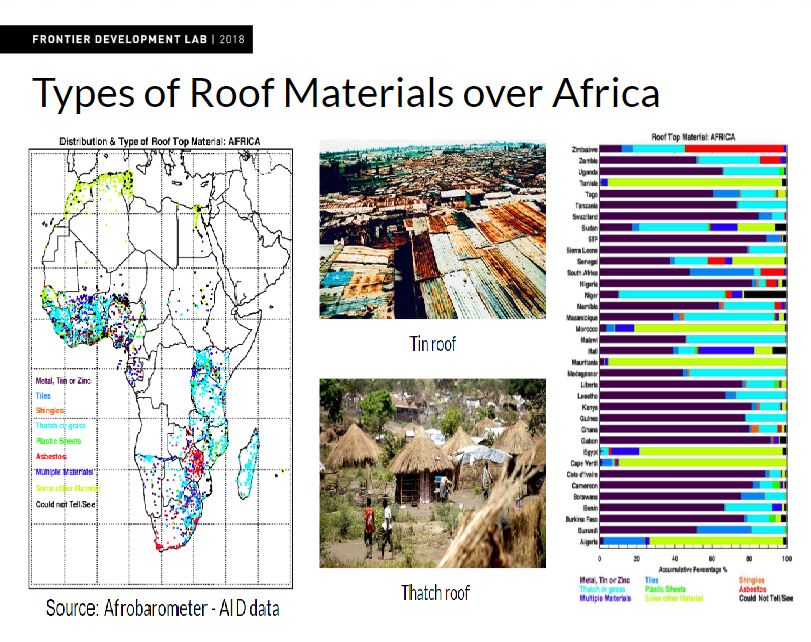 FRONTIER DEVELOPMENT LAB | 2018
Types of Roof Materials over Africa
Distribution & Type of Roof Top Material: AFRICA
Metal, Tin or Zinc
Tiles
Shingles
Thatch or grass
Plastic Sheets
Asbestos
Multiple Materials
Some other Materi
Could not Tell/See
Source: Afrobarometer - AID data
Tin roof
Thatch roof
Roof Top Material: AFRICA
Zimbabwe
Zambia
Uganda
Tunisia
Togo
Tanzania
Swaziland
Sudan
STP
Sierra Leone
Senegal
South Africa
Nigeria
Niger
Namibia
Mozambique
Morocco
Malawi
Mali
Mauritania
Madagascar
Liberia
Lesotho
Kenya
Guinea
Ghana
Gabon
Egypt
Cape Verd
Cote d'Ivoire
Cameroon
Botswana
Benin
Burkina Faso
Burundi
Algeria
0 20 40 60 80 100
Accumulative Percentage %
Metal, Tin or Zinc Tiles Shingles
Thatch or grass Plastic Sheets Asbestos
Multiple Materials Some other Material Could Not Tell/See